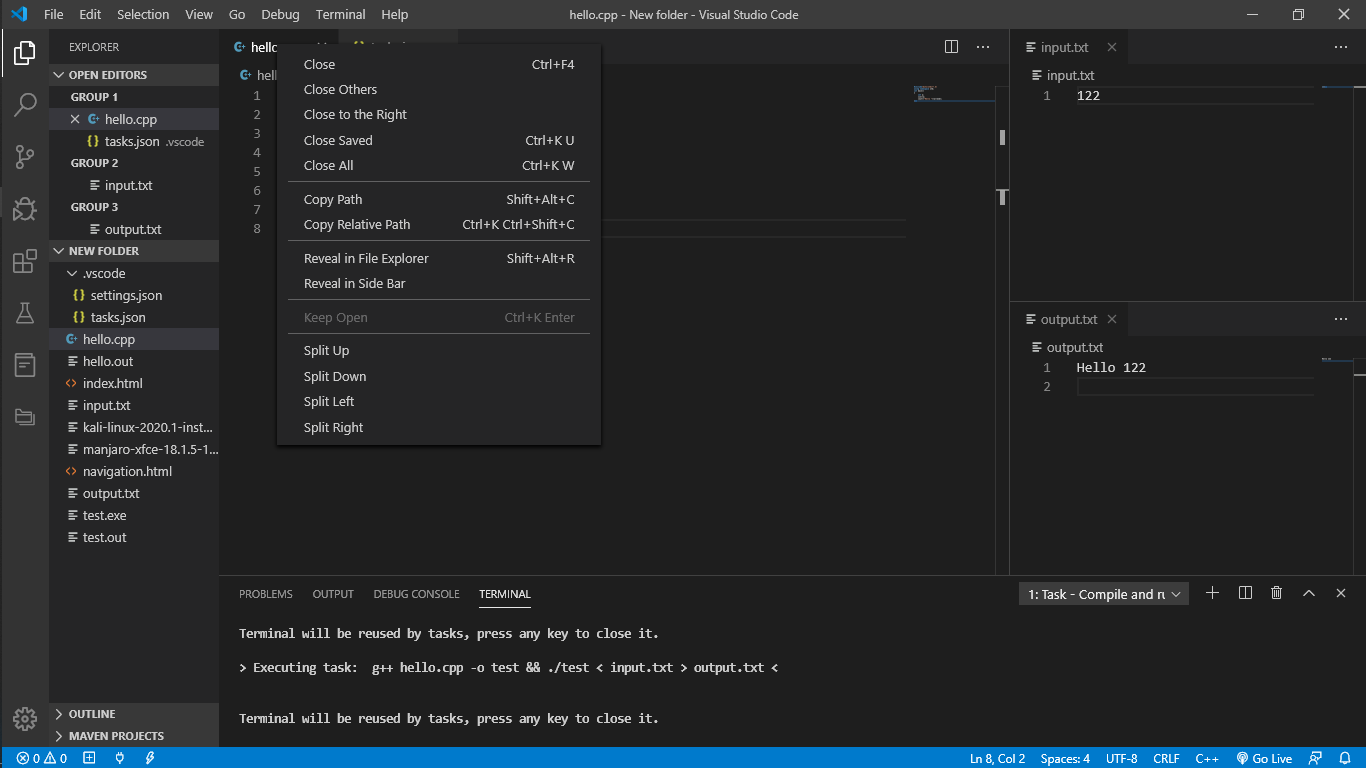 File Edit Selection View Go Debug Terminal Help
hello.cpp - New folder - Visual Studio Code
EXPLORER
OPEN EDITORS
GROUP 1
hello.cpp
tasks.json .vscode
GROUP 2
input.txt
GROUP 3
output.txt
NEW FOLDER
.vscode
settings.json
tasks.json
hello.cpp
hello.out
index.html
input.txt
kali-linux-2020.1-inst...
manjaro-xfce-18.1.5-1...
navigation.html
output.txt
test.exe
test.out
OUTLINE
MAVEN PROJECTS
hello
hell
1
2
3
4
5
6
7
8
Close Ctrl+F4
Close Others
Close to the Right
Close Saved Ctrl+K U
Close All Ctrl+K W
Copy Path Shift+Alt+C
Copy Relative Path Ctrl+K Ctrl+Shift+C
Reveal in File Explorer Shift+Alt+R
Reveal in Side Bar
Keep Open Ctrl+K Enter
Split Up
Split Down
Split Left
Split Right
input.txt
input.txt
1 122
output.txt
output.txt
1 Hello 122
2
PROBLEMS OUTPUT DEBUG CONSOLE TERMINAL
1: Task - Compile and ru
Terminal will be reused by tasks, press any key to close it.
> Executing task: g++ hello.cpp -o test && ./test < input.txt > output.txt <
Terminal will be reused by tasks, press any key to close it.
0 0
Ln 8, Col 2 Spaces: 4 UTF-8 CRLF C++ Go Live